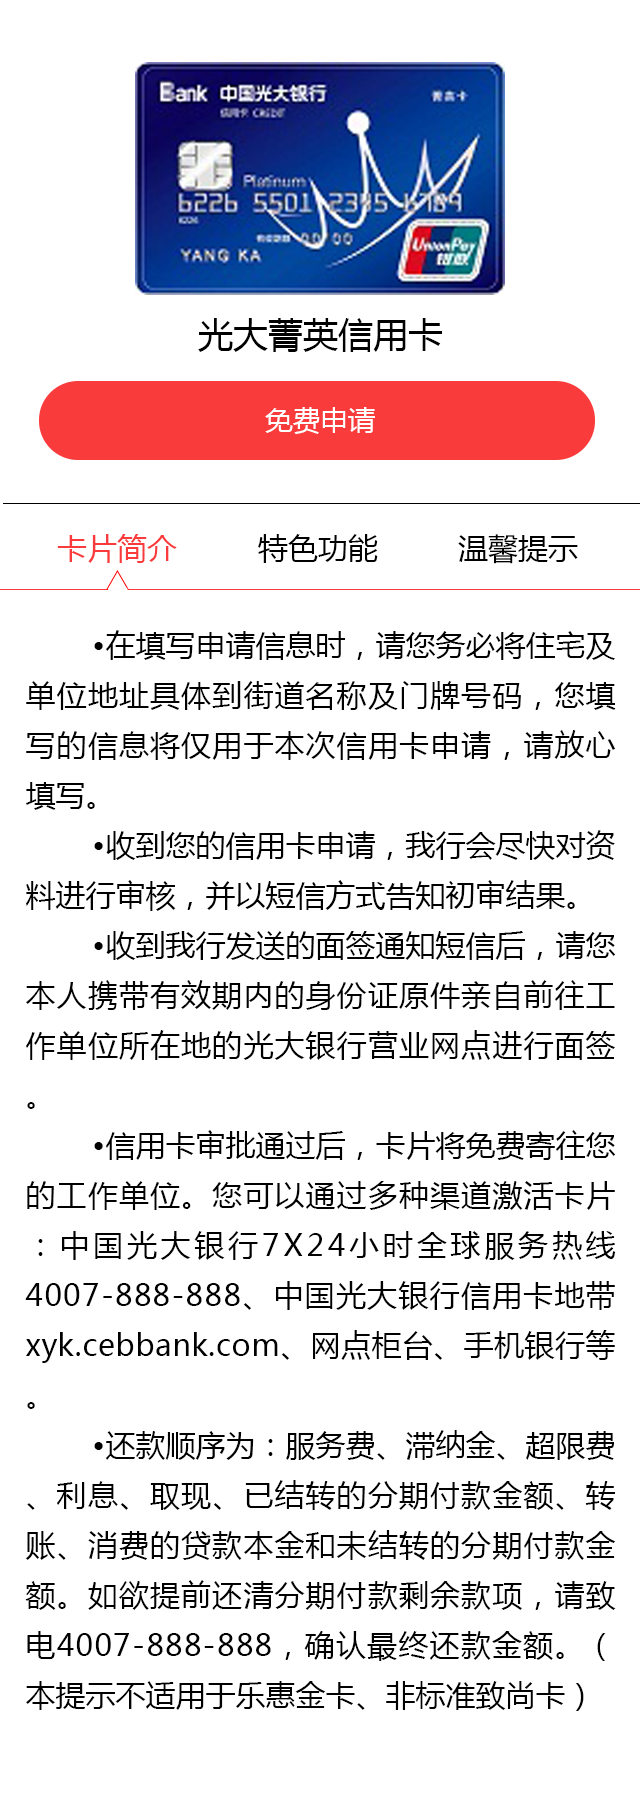 Bank 中国光大银行
菁英卡
信用卡 CREDIT
Platinum
6226 5501 2345 6789
6226
00/00
YANG KA
UnionPay
银联
光大菁英信用卡
免费申请
卡片简介 特色功能 温馨提示
•在填写申请信息时，请您务必将住宅及
单位地址具体到街道名称及门牌号码，您填
写的信息将仅用于本次信用卡申请，请放心
填写。
•收到您的信用卡申请，我行会尽快对资
料进行审核，并以短信方式告知初审结果。
•收到我行发送的面签通知短信后，请您
本人携带有效期内的身份证原件亲自前往工
作单位所在地的光大银行营业网点进行面签
。
•信用卡审批通过后，卡片将免费寄往您
的工作单位。您可以通过多种渠道激活卡片
：中国光大银行7X24小时全球服务热线
4007-888-888、中国光大银行信用卡地带
xyk.cebbank.com、网点柜台、手机银行等
。
•还款顺序为：服务费、滞纳金、超限费
、利息、取现、已结转的分期付款金额、转
账、消费的贷款本金和未结转的分期付款金
额。如欲提前还清分期付款剩余款项，请致
电4007-888-888，确认最终还款金额。（
本提示不适用于乐惠金卡、非标准致尚卡）